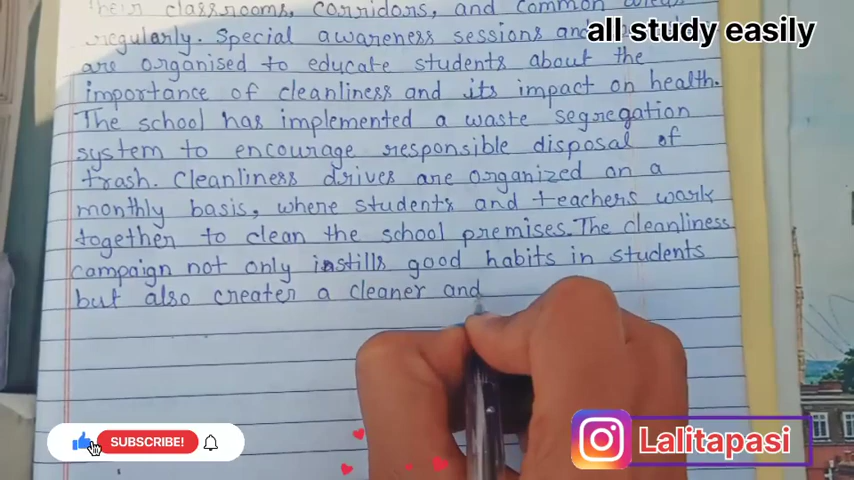 their classrooms, corridors, and common areas
regularly. Special awareness sessions and
all study easily
are organised to educate students about the
importance of cleanliness and its impact on health.
The school has implemented a waste segregation
system to encourage responsible disposal of
trash. Cleanliness drives are organized on a
monthly basis, where students and teachers work
together to clean the school premises. The cleanliness
campaign not only instills good habits in students
but also creater a cleaner and
SUBSCRIBE!
Lalitapasi